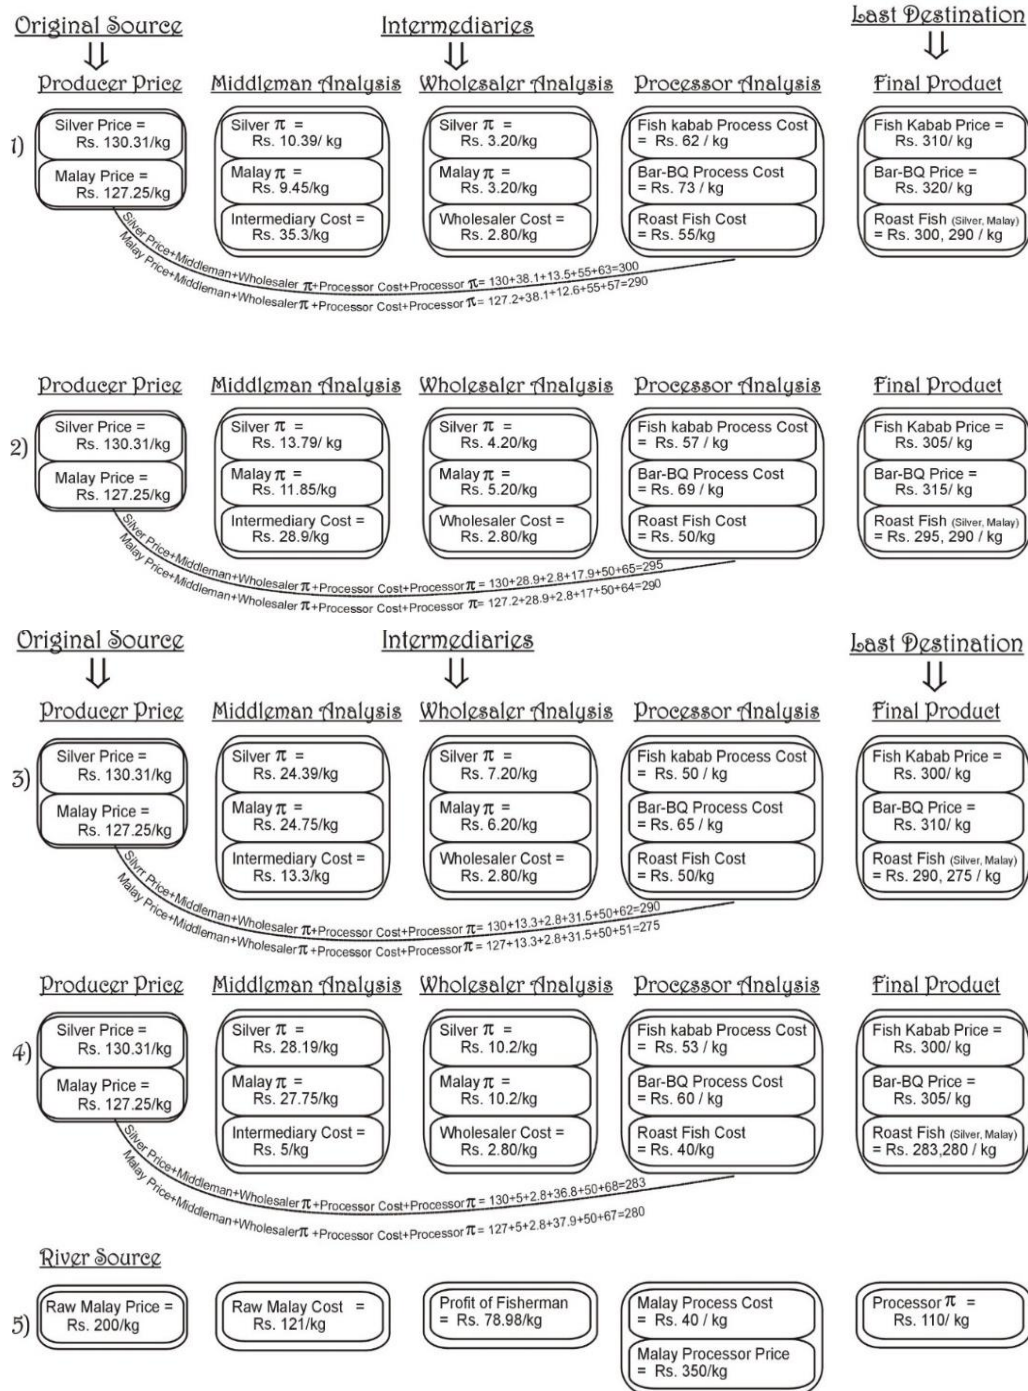 Original Source
Intermediaries
Last Destination
Producer Price
Middleman Analysis
Wholesaler Analysis
Processor Analysis
Final Product
1)
Silver Price =
Rs. 130.31/kg
Malay Price =
Rs. 127.25/kg
Silver π =
Rs. 10.39/ kg
Malay π =
Rs. 9.45/kg
Intermediary Cost =
Rs. 35.3/kg
Silver π =
Rs. 3.20/kg
Malay π =
Rs. 3.20/kg
Wholesaler Cost =
Rs. 2.80/kg
Fish kabab Process Cost
= Rs. 62 / kg
Bar-BQ Process Cost
= Rs. 73 / kg
Roast Fish Cost
= Rs. 55/kg
Fish Kabab Price =
Rs. 310/ kg
Bar-BQ Price =
Rs. 320/ kg
Roast Fish (Silver, Malay)
= Rs. 300, 290 / kg
Silver Price+Middleman+Wholesaler π+Processor Cost+Processor π= 130+38.1+13.5+55+63=300
Malay Price+Middleman+Wholesaler π+Processor Cost+Processor π= 127.2+38.1+12.6+55+57=290
Producer Price
Middleman Analysis
Wholesaler Analysis
Processor Analysis
Final Product
2)
Silver Price =
Rs. 130.31/kg
Malay Price =
Rs. 127.25/kg
Silver π =
Rs. 13.79/ kg
Malay π =
Rs. 11.85/kg
Intermediary Cost =
Rs. 28.9/kg
Silver π =
Rs. 4.20/kg
Malay π =
Rs. 5.20/kg
Wholesaler Cost =
Rs. 2.80/kg
Fish kabab Process Cost
= Rs. 57 / kg
Bar-BQ Process Cost
= Rs. 69 / kg
Roast Fish Cost
= Rs. 50/kg
Fish Kabab Price =
Rs. 305/ kg
Bar-BQ Price =
Rs. 315/ kg
Roast Fish (Silver, Malay)
= Rs. 295, 290 / kg
Silver Price+Middleman+Wholesaler π+Processor Cost+Processor π= 130+28.9+2.8+17.9+50+65=295
Malay Price+Middleman+Wholesaler π+Processor Cost+Processor π= 127.2+28.9+2.8+17+50+64=290
Original Source
Intermediaries
Last Destination
Producer Price
Middleman Analysis
Wholesaler Analysis
Processor Analysis
Final Product
3)
Silver Price =
Rs. 130.31/kg
Malay Price =
Rs. 127.25/kg
Silver π =
Rs. 24.39/kg
Malay π =
Rs. 24.75/kg
Intermediary Cost =
Rs. 13.3/kg
Silver π =
Rs. 7.20/kg
Malay π =
Rs. 6.20/kg
Wholesaler Cost =
Rs. 2.80/kg
Fish kabab Process Cost
= Rs. 50 / kg
Bar-BQ Process Cost
= Rs. 65 / kg
Roast Fish Cost
= Rs. 50/kg
Fish Kabab Price =
Rs. 300/ kg
Bar-BQ Price =
Rs. 310/ kg
Roast Fish (Silver, Malay)
= Rs. 290, 275 / kg
Silvrr Price+Middleman+Wholesaler π+Processor Cost+Processor π= 130+13.3+2.8+31.5+50+62=290
Malay Price+Middleman+Wholesaler π+Processor Cost+Processor π= 127+13.3+2.8+31.5+50+51=275
Producer Price
Middleman Analysis
Wholesaler Analysis
Processor Analysis
Final Product
4)
Silver Price =
Rs. 130.31/kg
Malay Price =
Rs. 127.25/kg
Silver π =
Rs. 28.19/kg
Malay π =
Rs. 27.75/kg
Intermediary Cost =
Rs. 5/kg
Silver π =
Rs. 10.2/kg
Malay π =
Rs. 10.2/kg
Wholesaler Cost =
Rs. 2.80/kg
Fish kabab Process Cost
= Rs. 53 / kg
Bar-BQ Process Cost
= Rs. 60 / kg
Roast Fish Cost
= Rs. 40/kg
Fish Kabab Price =
Rs. 300/ kg
Bar-BQ Price =
Rs. 305/ kg
Roast Fish (Silver, Malay)
= Rs. 283,280 / kg
Silver Price+Middleman+Wholesaler π+Processor Cost+Processor π= 130+5+2.8+36.8+50+68=283
Malay Price+Middleman+Wholesaler π +Processor Cost+Processor π= 127+5+2.8+37.9+50+67=280
River Source
5)
Raw Malay Price =
Rs. 200/kg
Raw Malay Cost =
Rs. 121/kg
Profit of Fisherman
= Rs. 78.98/kg
Malay Process Cost
= Rs. 40 / kg
Malay Processor Price
= Rs. 350/kg
Processor π =
Rs. 110/ kg